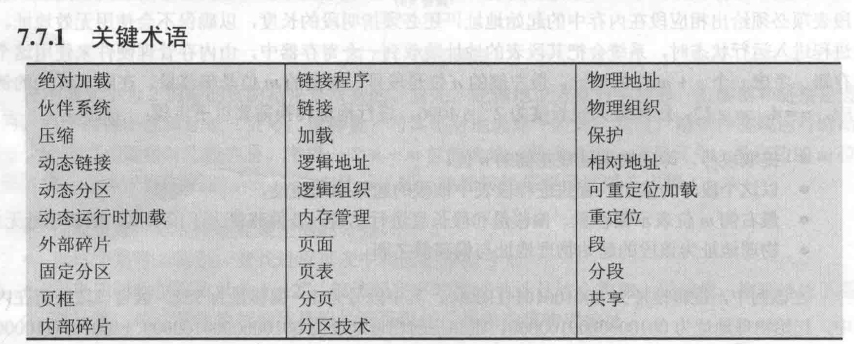 7.7.1 关键术语
绝对加载 链接程序 物理地址
伙伴系统 链接 物理组织
压缩 加载 保护
动态链接 逻辑地址 相对地址
动态分区 逻辑组织 可重定位加载
动态运行时加载 内存管理 重定位
外部碎片 页面 段
固定分区 页表 分段
页框 分页 共享
内部碎片 分区技术